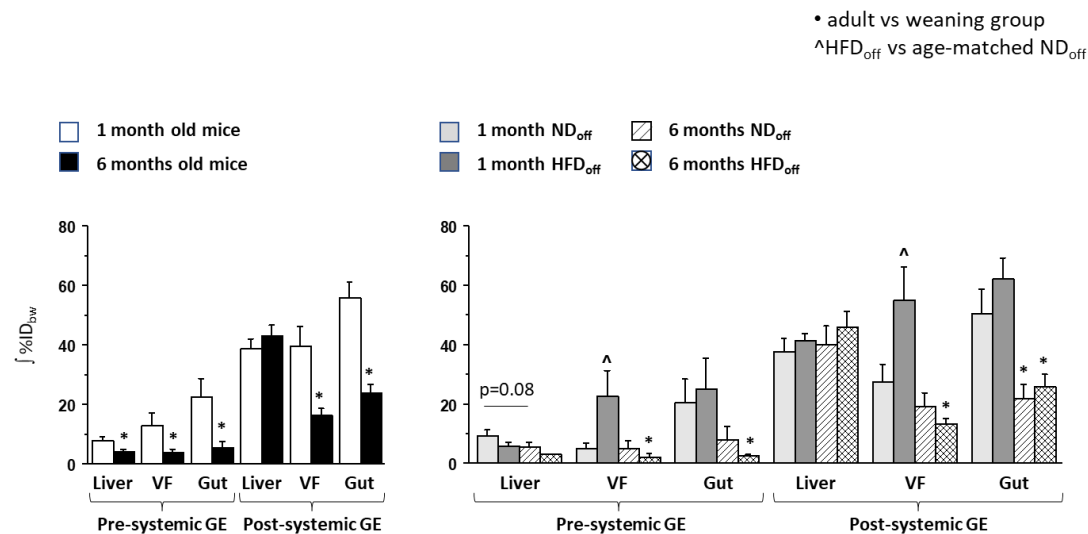 • adult vs weaning group
^HFDoff vs age-matched NDoff
1 month old mice
6 months old mice
1 month NDoff
6 months NDoff
1 month HFDoff
6 months HFDoff
∫ %IDbw
80
60
40
20
0
* * * * *
Liver VF Gut Liver VF Gut
Pre-systemic GE Post-systemic GE
80
60
40
20
0
p=0.08
^ * * ^ * * *
Liver VF Gut Liver VF Gut
Pre-systemic GE Post-systemic GE